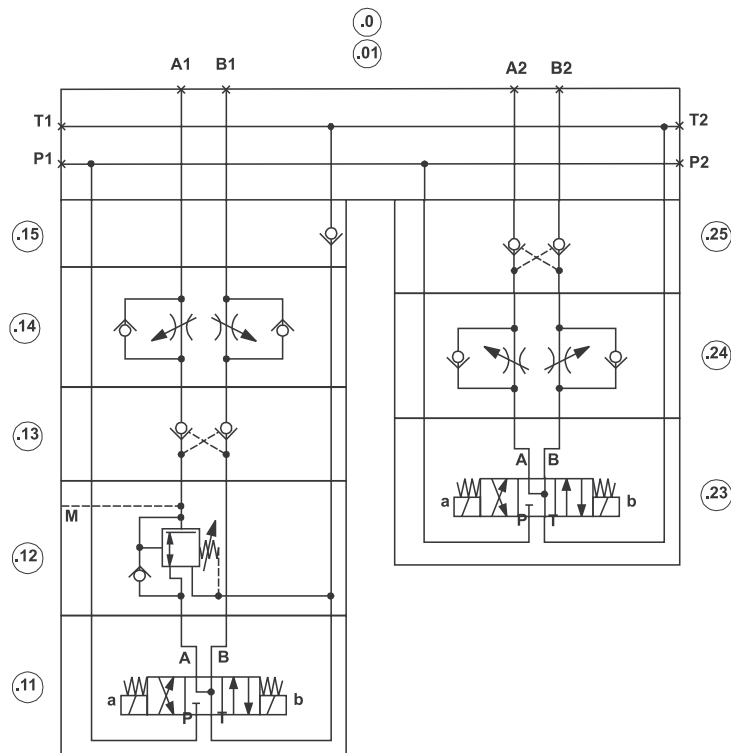 .0
.01
A1 B1 A2 B2
T1 T2
P1 P2
.15 .25
.14 .24
.13
A B
.23
a P T b
M
.12
A B
.11
a P T b